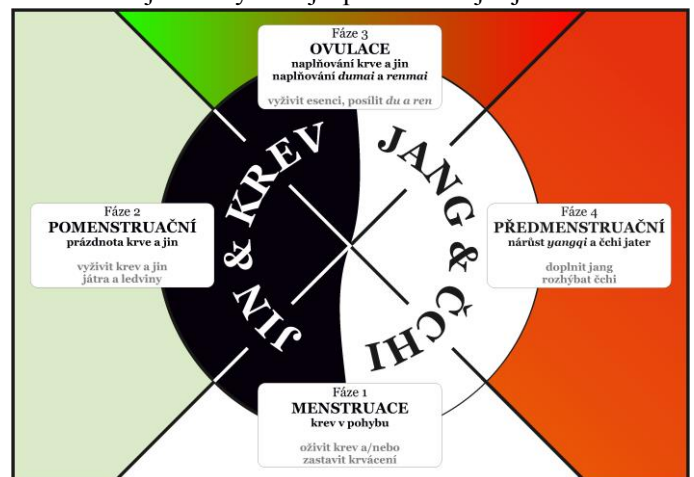 Fáze 3
OVULACE
naplňování krve a jin
naplňování dumai a renmai
vyživit esenci, posílit du a ren
JIN & KREV
JANG & ČCHI
Fáze 2
POMENSTRUAČNÍ
prázdnota krve a jin
vyživit krev a jin
játra a ledviny
Fáze 4
PŘEDMENSTRUAČNÍ
nárůst yangqi a čchi jater
doplnit jang
rozhýbat čchi
Fáze 1
MENSTRUACE
krev v pohybu
oživit krev a/nebo
zastavit krvácení